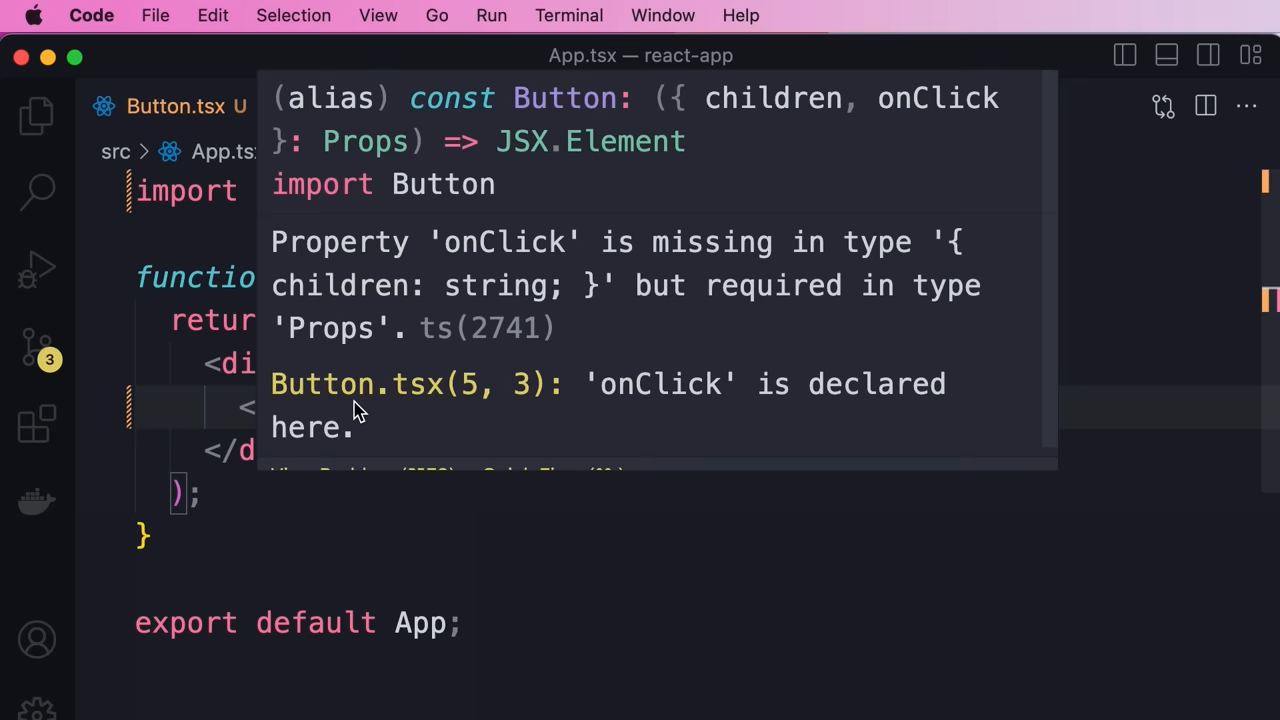 Code File Edit Selection View Go Run Terminal Window Help
App.tsx — react-app
Button.tsx U
(alias) const Button: ({ children, onClick
}: Props) => JSX.Element
import Button
src > App.ts
import
Property 'onClick' is missing in type '{
children: string; }' but required in type
'Props'. ts(2741)
functio
retur
<di
Button.tsx(5, 3): 'onClick' is declared
here.
<
</d
);
}
export default App;
3